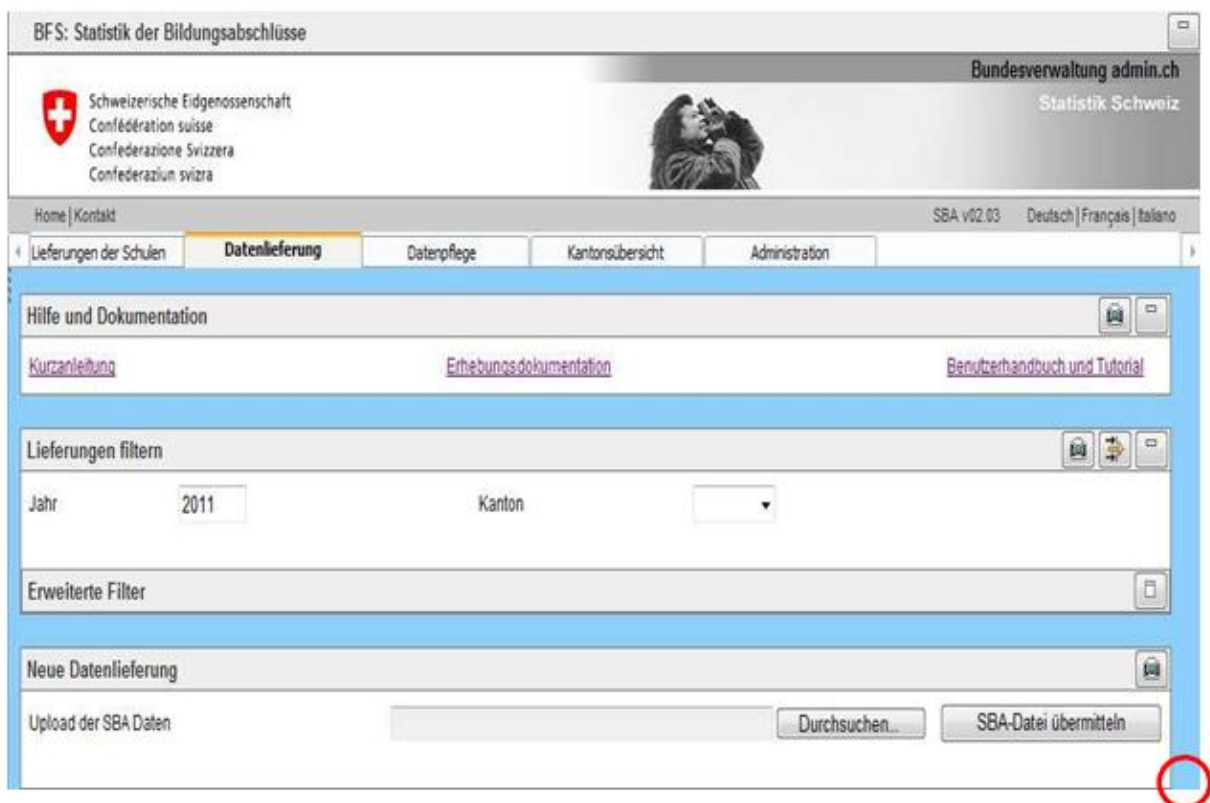 BFS: Statistik der Bildungsabschlüsse
Bundesverwaltung admin.ch
Statistik Schweiz
Schweizerische Eidgenossenschaft
Confédération suisse
Confederazione Svizzera
Confederaziun svizra
Home | Kontakt SBA v02.03 Deutsch | Français | Italiano
Lieferungen der Schulen Datenlieferung Datenpflege Kantonsübersicht Administration
Hilfe und Dokumentation
Kurzanleitung Erhebungsdokumentation Benutzerhandbuch und Tutorial
Lieferungen filtern
Jahr 2011 Kanton
Erweiterte Filter
Neue Datenlieferung
Upload der SBA Daten Durchsuchen... SBA-Datei übermitteln